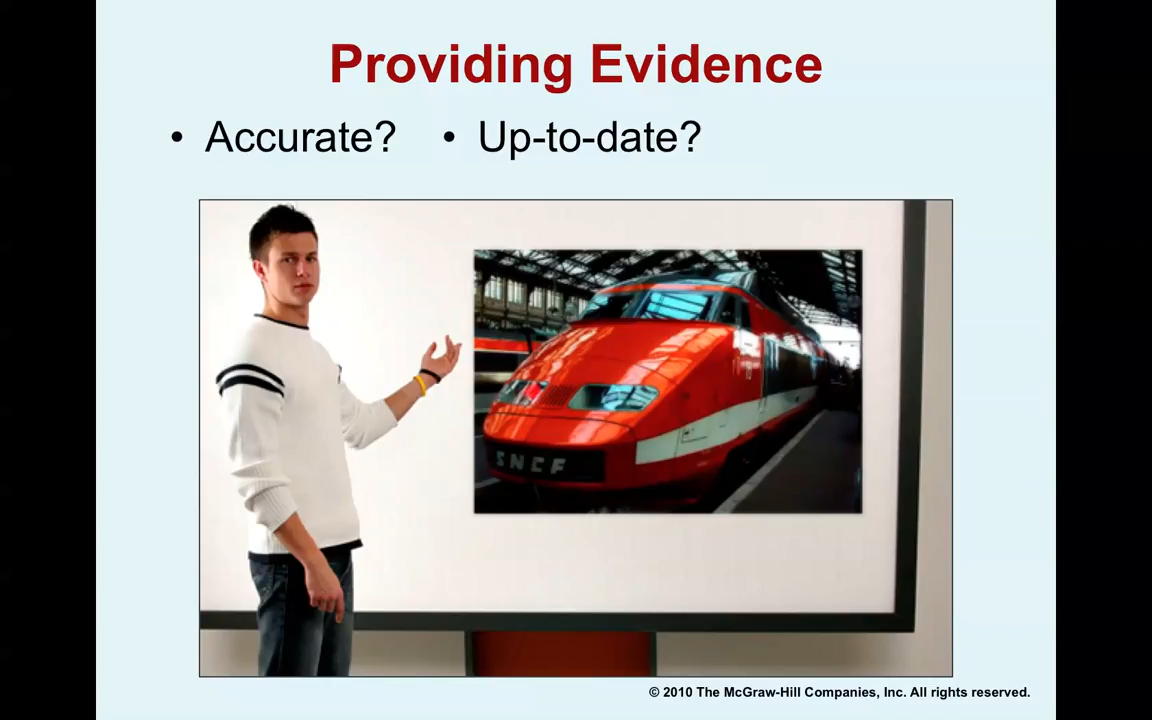 Providing Evidence
• Accurate? • Up-to-date?
SNCF
© 2010 The McGraw-Hill Companies, Inc. All rights reserved.